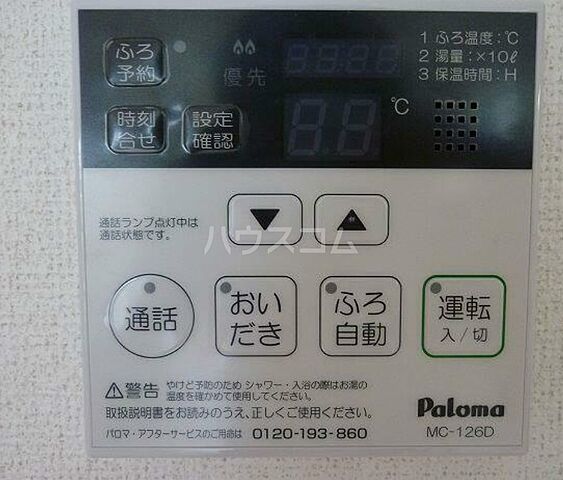 ふろ
予約
優先
1 ふろ温度:℃
2 湯量:×10ℓ
3 保温時間:H
時刻
合せ
設定
確認
℃
通話ランプ点灯中は
通話状態です。
▼
▲
ハウスコム
通話
おい
だき
ふろ
自動
運転
入/切
⚠警告 やけど予防のため シャワー・入浴の際はお湯の
温度を確かめて使用してください。
取扱説明書をお読みのうえ、正しくご使用ください。
パロマ・アフターサービスのご用命は 0120-193-860
Paloma
MC-126D